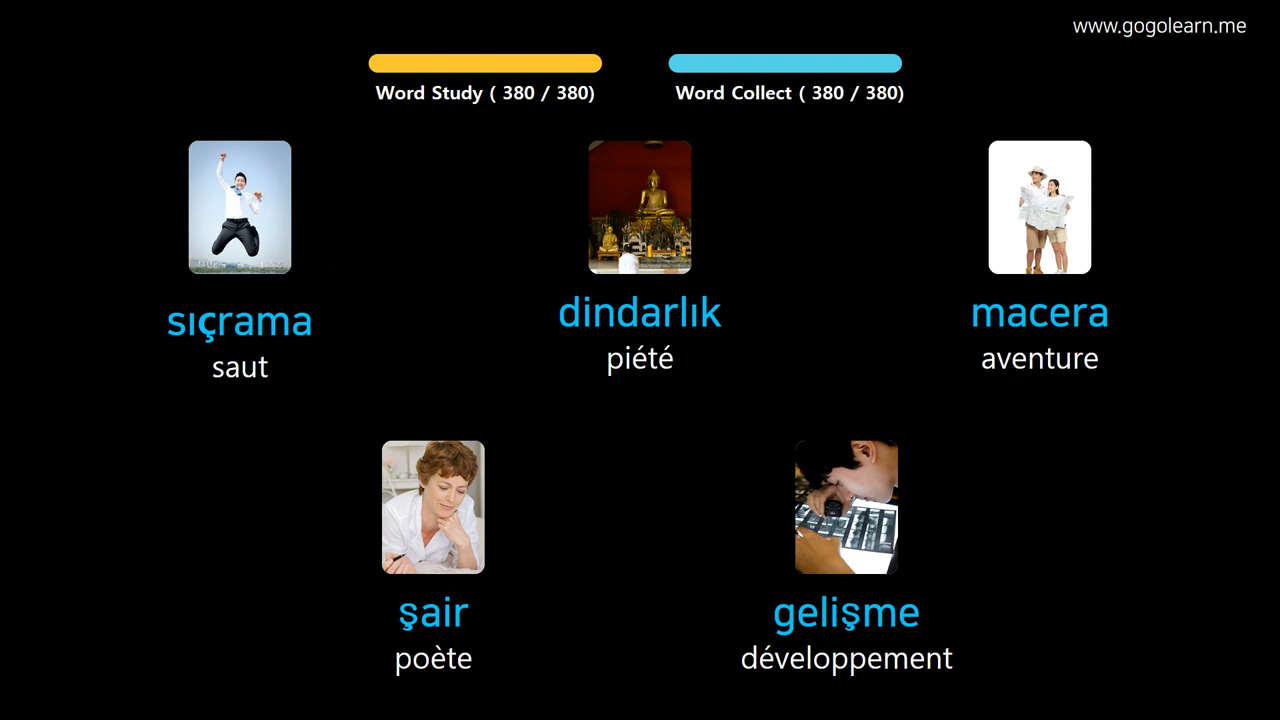 www.gogolearn.me
Word Study ( 380 / 380)
Word Collect ( 380 / 380)
sıçrama
saut
dindarlık
piété
macera
aventure
şair
poète
gelişme
développement